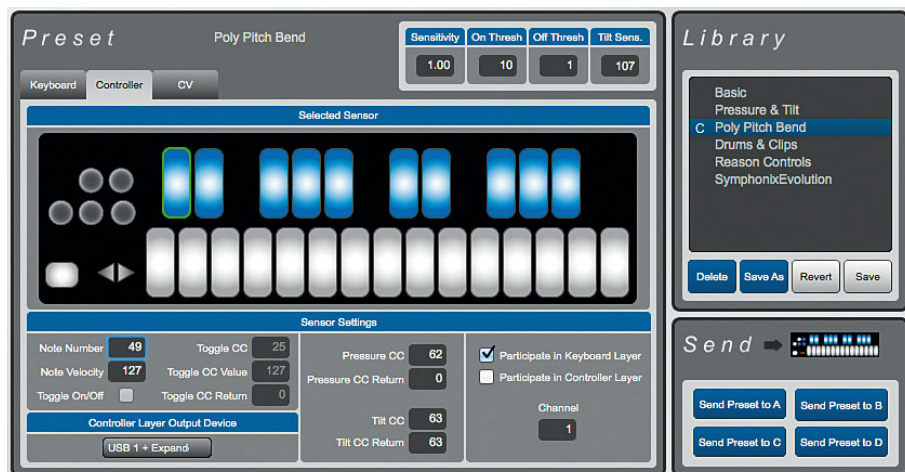 Preset
Poly Pitch Bend
Sensitivity On Thresh Off Thresh Tilt Sens.
1.00 10 1 107
Keyboard Controller CV
Selected Sensor
Sensor Settings
Note Number 49
Note Velocity 127
Toggle On/Off
Toggle CC 25
Toggle CC Value 127
Toggle CC Return 0
Controller Layer Output Device
USB 1 + Expand
Pressure CC 62
Pressure CC Return 0
Tilt CC 63
Tilt CC Return 63
Participate in Keyboard Layer
Participate in Controller Layer
Channel
1
Library
Basic
Pressure & Tilt
C Poly Pitch Bend
Drums & Clips
Reason Controls
SymphonixEvolution
Delete Save As Revert Save
Send
Send Preset to A Send Preset to B
Send Preset to C Send Preset to D